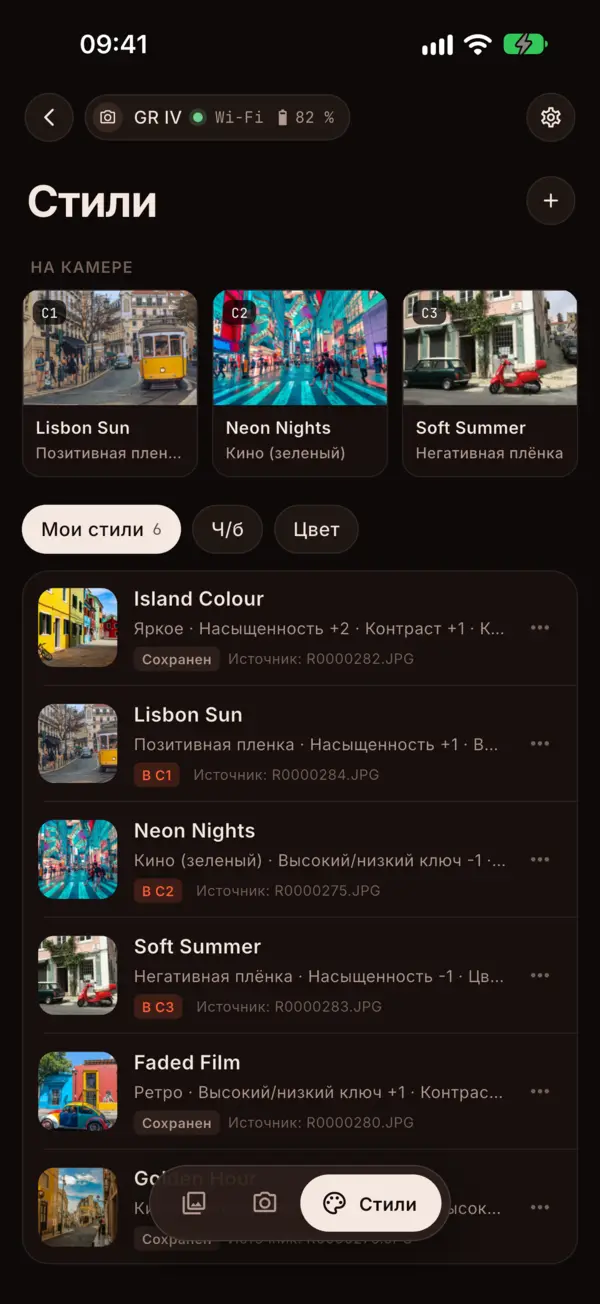 09:41
GR IV Wi-Fi 82 %
Стили
НА КАМЕРЕ
C1
C2
C3
Lisbon Sun
Позитивная плен...
Neon Nights
Кино (зеленый)
Soft Summer
Негативная плёнка
Мои стили 6
Ч/б
Цвет
Island Colour
Яркое · Насыщенность +2 · Контраст +1 · К...
Сохранен Источник: R0000282.JPG
Lisbon Sun
Позитивная пленка · Насыщенность +1 · В...
В C1 Источник: R0000284.JPG
Neon Nights
Кино (зеленый) · Высокий/низкий ключ -1 ·...
В C2 Источник: R0000275.JPG
Soft Summer
Негативная плёнка · Насыщенность -1 · Цв...
В C3 Источник: R0000283.JPG
Faded Film
Ретро · Высокий/низкий ключ +1 · Контрас...
Сохранен Источник: R0000280.JPG
Golden Hour
Сохранен
Стили